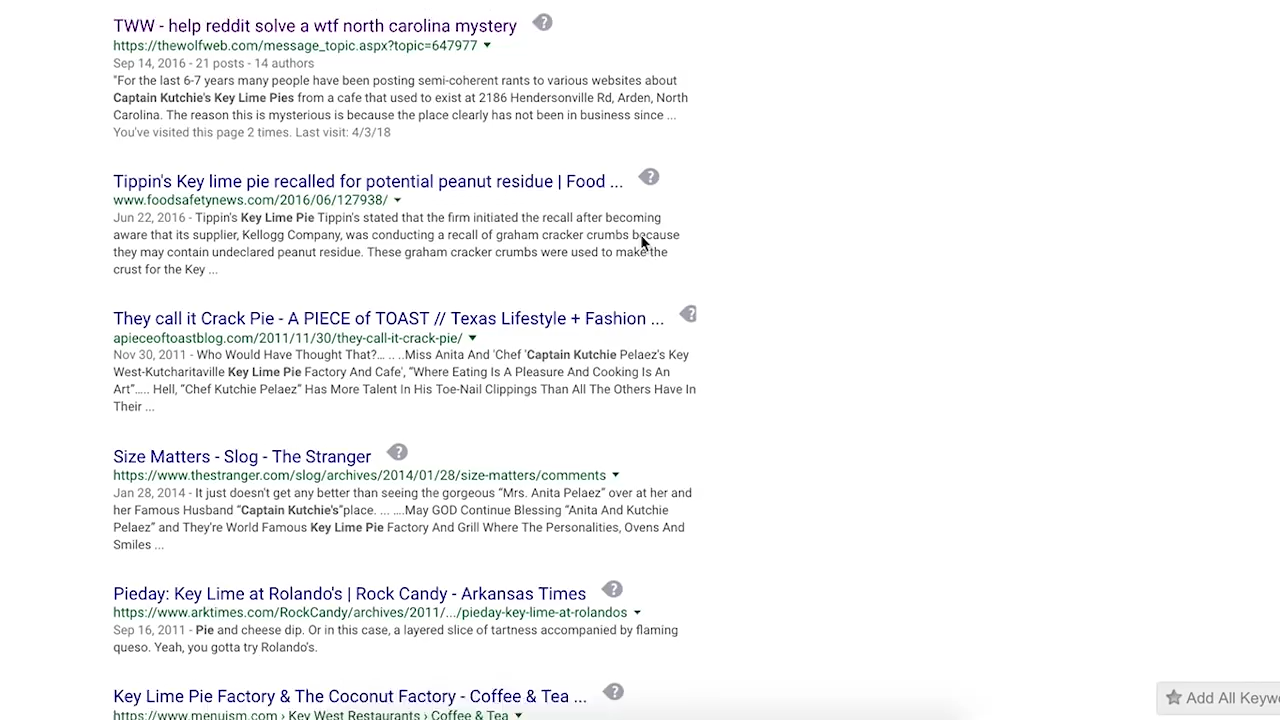 TWW - help reddit solve a wtf north carolina mystery
https://thewolfweb.com/message_topic.aspx?topic=647977
Sep 14, 2016 - 21 posts - 14 authors
"For the last 6-7 years many people have been posting semi-coherent rants to various websites about
Captain Kutchie's Key Lime Pies from a cafe that used to exist at 2186 Hendersonville Rd, Arden, North
Carolina. The reason this is mysterious is because the place clearly has not been in business since ...
You've visited this page 2 times. Last visit: 4/3/18
Tippin's Key lime pie recalled for potential peanut residue | Food ...
www.foodsafetynews.com/2016/06/127938/
Jun 22, 2016 - Tippin's Key Lime Pie Tippin's stated that the firm initiated the recall after becoming
aware that its supplier, Kellogg Company, was conducting a recall of graham cracker crumbs because
they may contain undeclared peanut residue. These graham cracker crumbs were used to make the
crust for the Key ...
They call it Crack Pie - A PIECE of TOAST // Texas Lifestyle + Fashion ...
apieceoftoastblog.com/2011/11/30/they-call-it-crack-pie/
Nov 30, 2011 - Who Would Have Thought That?... .. ..Miss Anita And 'Chef 'Captain Kutchie Pelaez's Key
West-Kutcharitaville Key Lime Pie Factory And Cafe', “Where Eating Is A Pleasure And Cooking Is An
Art”..... Hell, “Chef Kutchie Pelaez” Has More Talent In His Toe-Nail Clippings Than All The Others Have In
Their ...
Size Matters - Slog - The Stranger
https://www.thestranger.com/slog/archives/2014/01/28/size-matters/comments
Jan 28, 2014 - It just doesn't get any better than seeing the gorgeous “Mrs. Anita Pelaez” over at her and
her Famous Husband “Captain Kutchie's”place. ... ....May GOD Continue Blessing “Anita And Kutchie
Pelaez” and They're World Famous Key Lime Pie Factory And Grill Where The Personalities, Ovens And
Smiles ...
Pieday: Key Lime at Rolando's | Rock Candy - Arkansas Times
https://www.arktimes.com/RockCandy/archives/2011/.../pieday-key-lime-at-rolandos
Sep 16, 2011 - Pie and cheese dip. Or in this case, a layered slice of tartness accompanied by flaming
queso. Yeah, you gotta try Rolando's.
Key Lime Pie Factory & The Coconut Factory - Coffee & Tea ...
Add All Keyw
https://www.menuism.com › Key West Restaurants › Coffee & Tea